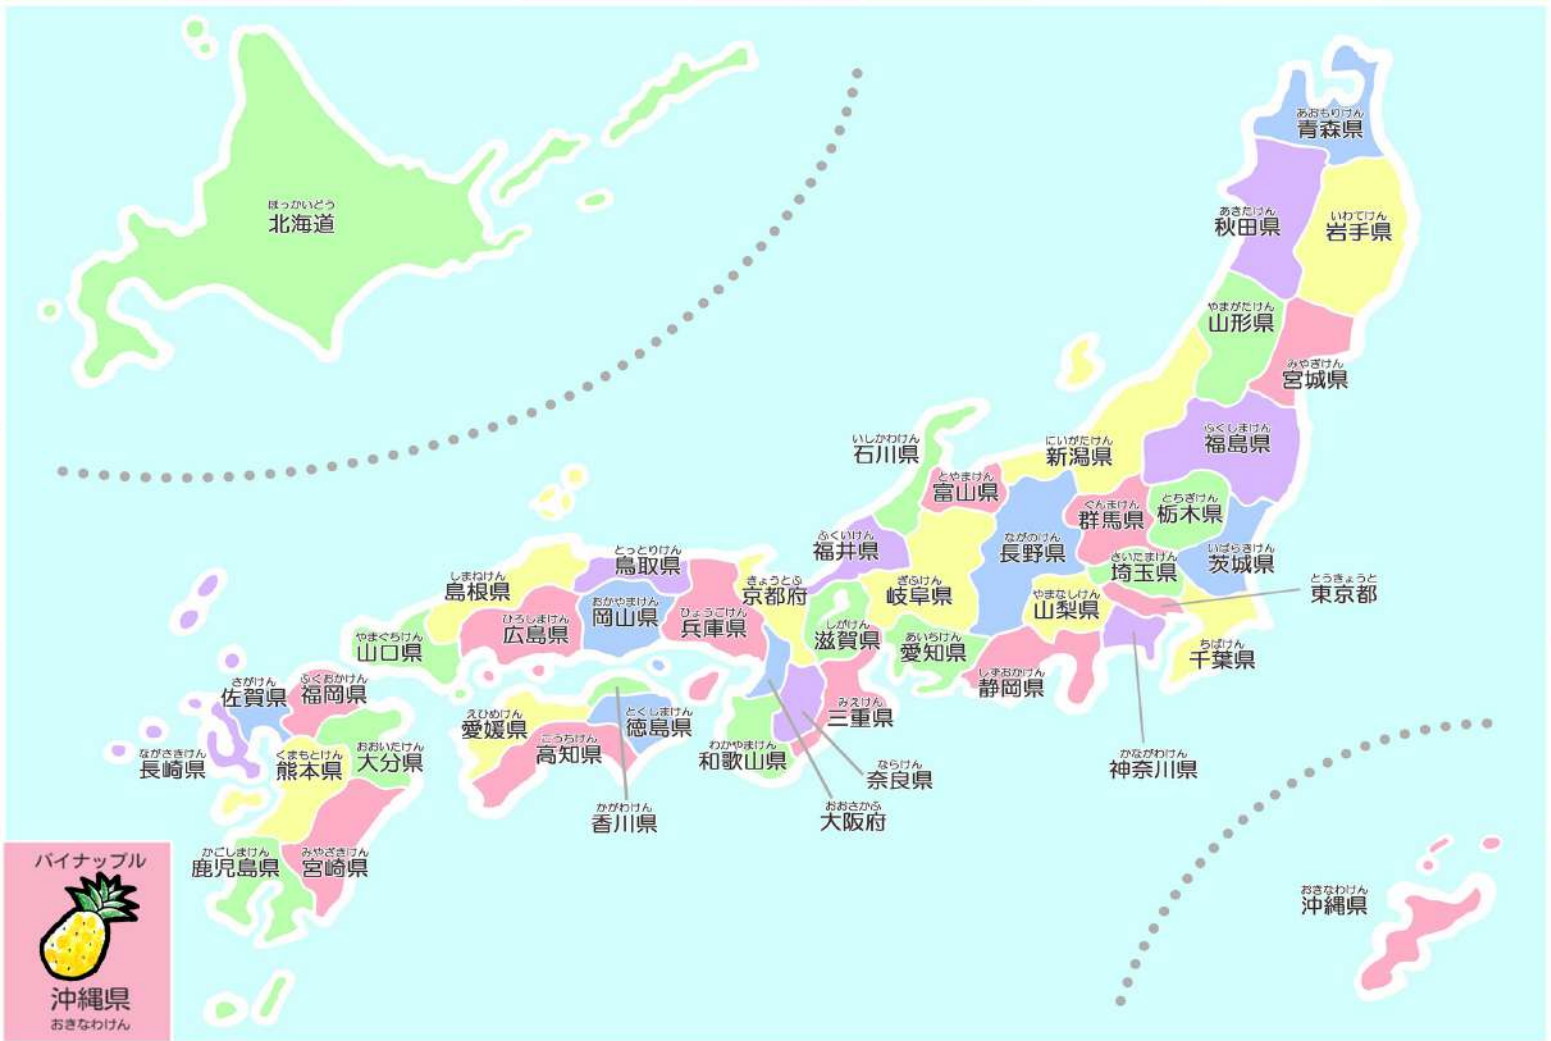 ほっかいどう
北海道
あおもりけん
青森県
あきたけん
秋田県
いわてけん
岩手県
やまがたけん
山形県
みやぎけん
宮城県
ふくしまけん
福島県
にいがたけん
新潟県
いしかわけん
石川県
とやまけん
富山県
ぐんまけん
群馬県
とちぎけん
栃木県
いばらきけん
茨城県
ふくいけん
福井県
ながのけん
長野県
さいたまけん
埼玉県
とうきょうと
東京都
ぎふけん
岐阜県
やまなしけん
山梨県
ちばけん
千葉県
とっとりけん
鳥取県
しまねけん
島根県
おかやまけん
岡山県
ひろしまけん
広島県
ひょうごけん
兵庫県
きょうとふ
京都府
しがけん
滋賀県
あいちけん
愛知県
しずおかけん
静岡県
やまぐちけん
山口県
みえけん
三重県
わかやまけん
和歌山県
ならけん
奈良県
おおさかふ
大阪府
かながわけん
神奈川県
えひめけん
愛媛県
とくしまけん
徳島県
こうちけん
高知県
かがわけん
香川県
さがけん
佐賀県
ふくおかけん
福岡県
ながさきけん
長崎県
くまもとけん
熊本県
おおいたけん
大分県
かごしまけん
鹿児島県
みやざきけん
宮崎県
おきなわけん
沖縄県
パイナップル
沖縄県
おきなわけん